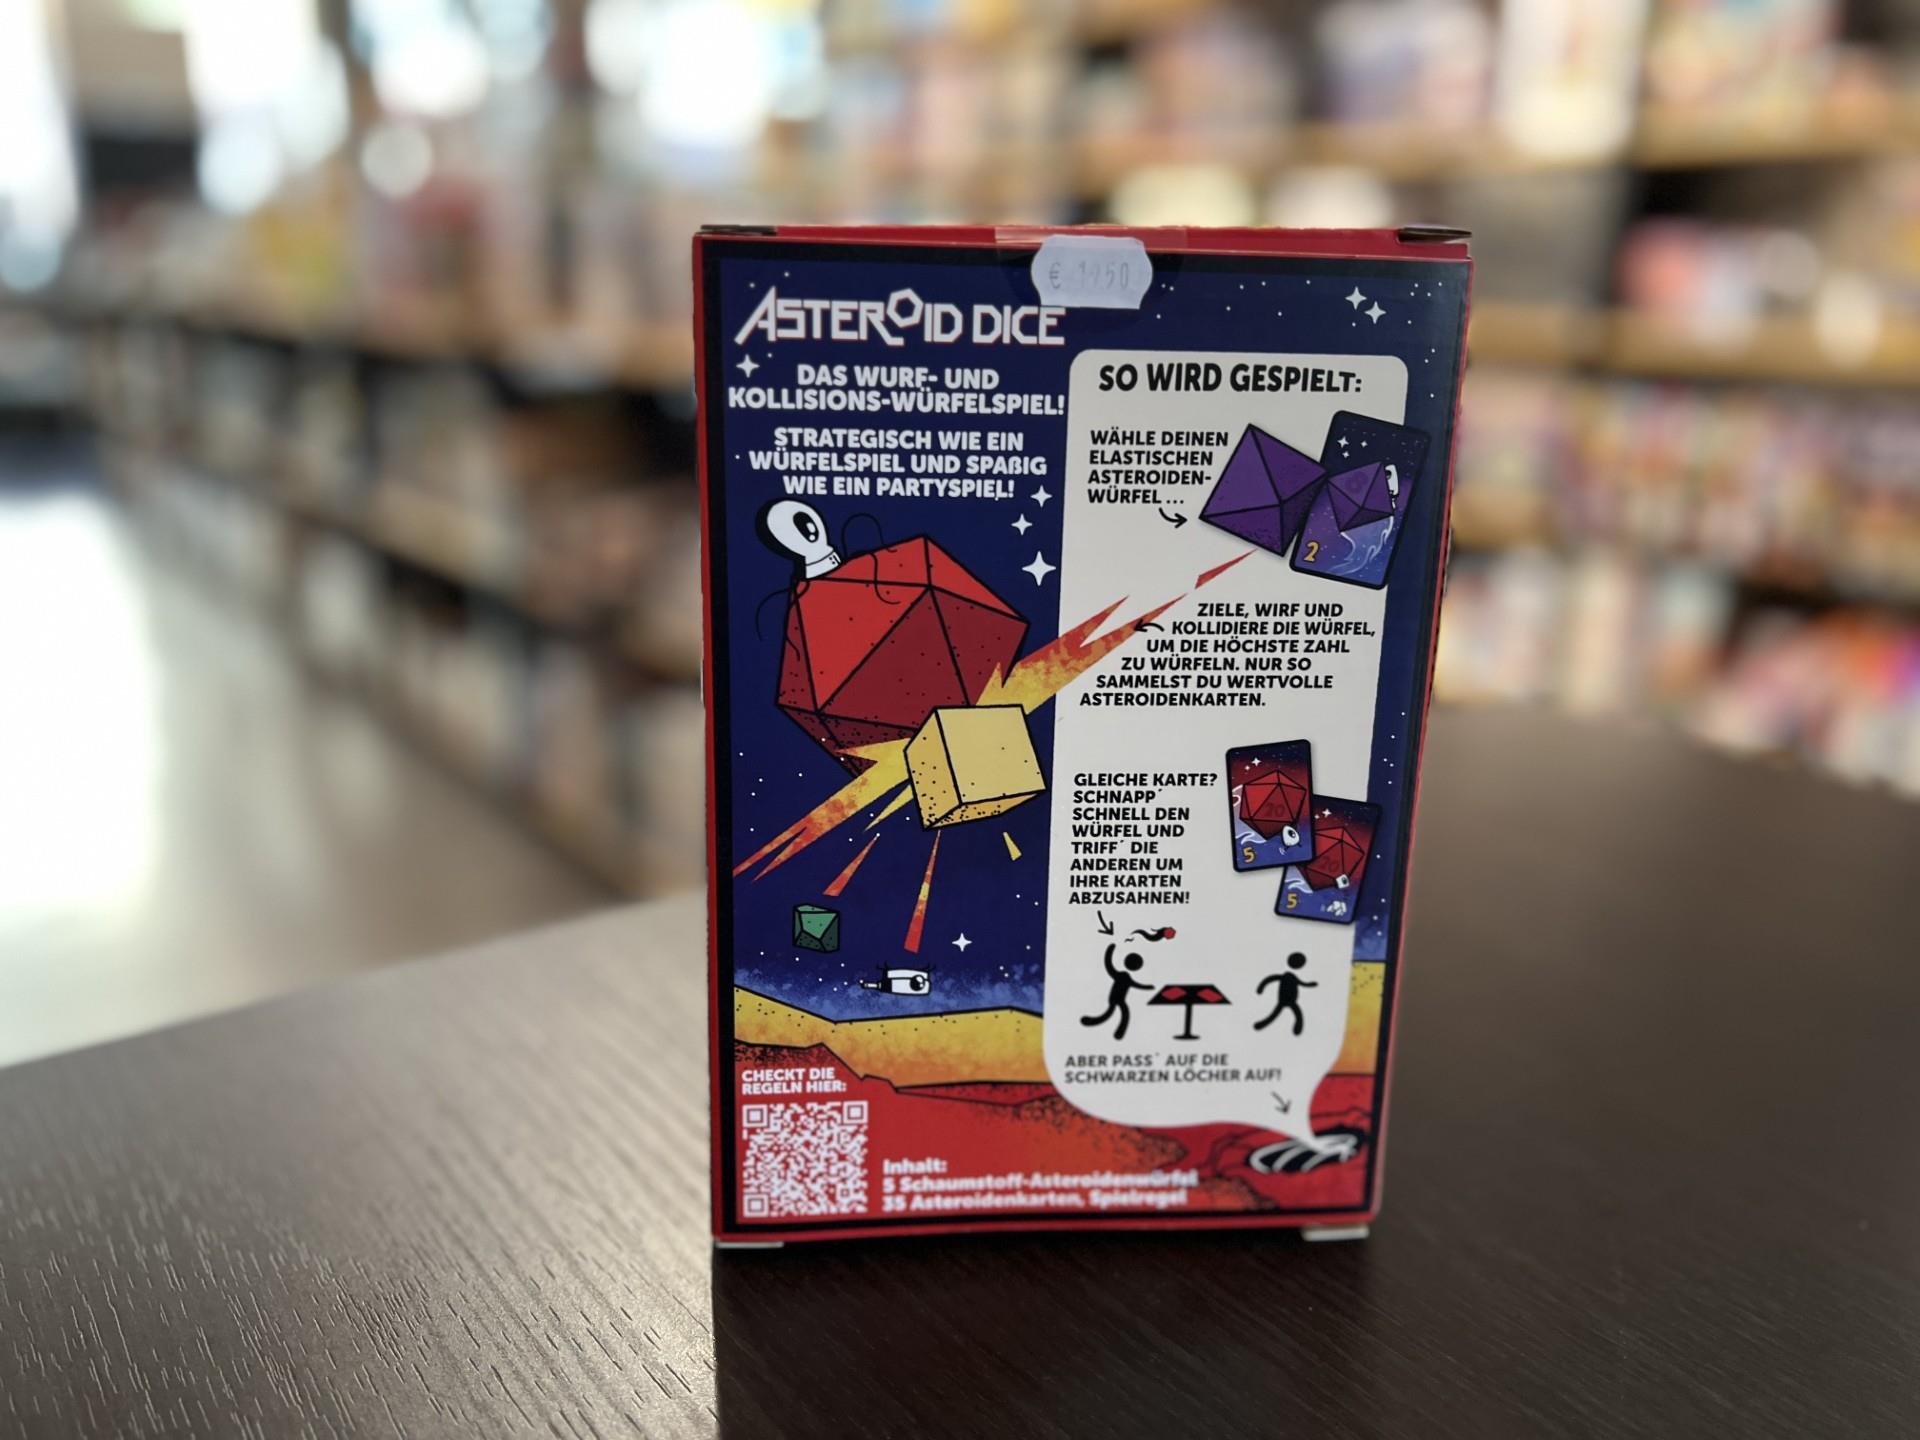 € 19.50
ASTEROID DICE
DAS WURF- UND
KOLLISIONS-WÜRFELSPIEL!
STRATEGISCH WIE EIN
WÜRFELSPIEL UND SPAßIG
WIE EIN PARTYSPIEL!
SO WIRD GESPIELT:
WÄHLE DEINEN
ELASTISCHEN
ASTEROIDEN-
WÜRFEL ...
2
ZIELE, WIRF UND
KOLLIDIERE DIE WÜRFEL,
UM DIE HÖCHSTE ZAHL
ZU WÜRFELN. NUR SO
SAMMELST DU WERTVOLLE
ASTEROIDENKARTEN.
GLEICHE KARTE?
SCHNAPP´
SCHNELL DEN
WÜRFEL UND
TRIFF´ DIE
ANDEREN UM
IHRE KARTEN
ABZUSAHNEN!
20
5
20
5
ABER PASS´ AUF DIE
SCHWARZEN LÖCHER AUF!
CHECKT DIE
REGELN HIER:
Inhalt:
5 Schaumstoff-Asteroidenwürfel
35 Asteroidenkarten, Spielregel